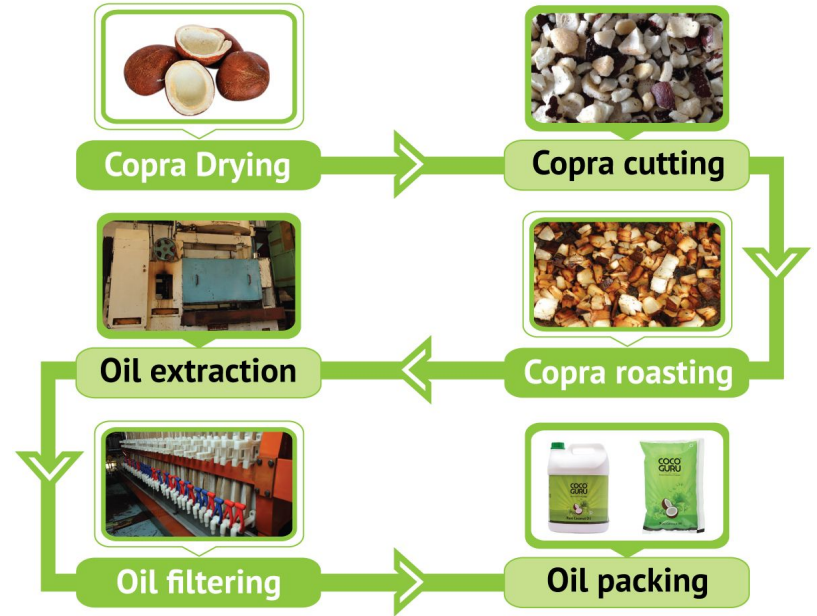 Copra Drying
Copra cutting
Copra roasting
Oil extraction
Oil filtering
COCO
GURU
COCO
GURU
Oil packing